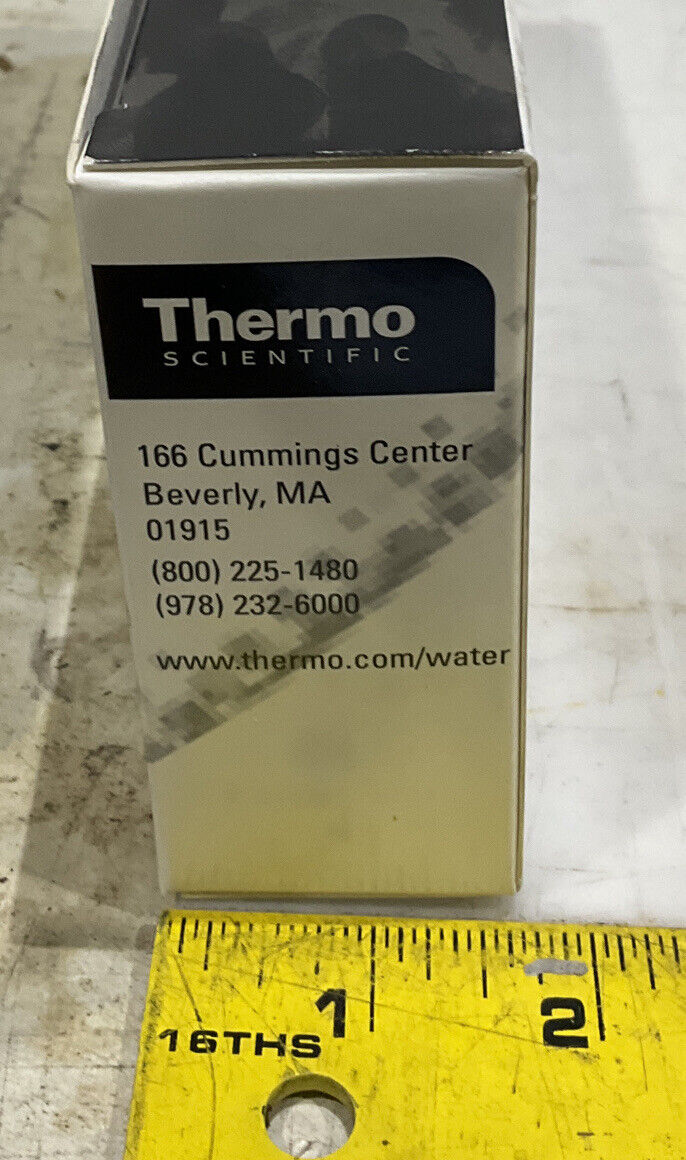 Thermo
SCIENTIFIC
166 Cummings Center
Beverly, MA
01915
(800) 225-1480
(978) 232-6000
www.thermo.com/water
1 2
16THS